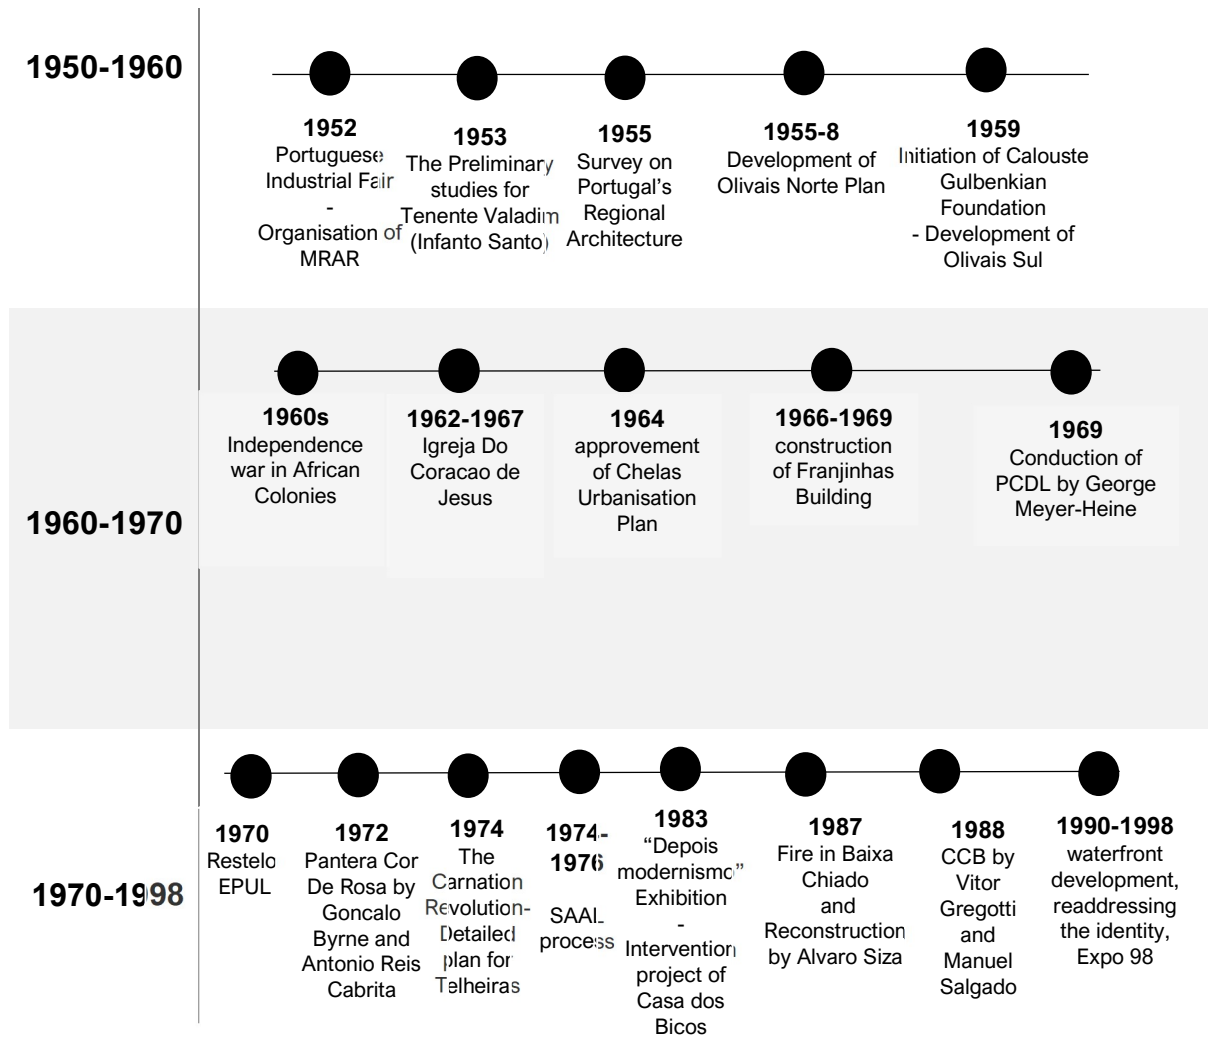 1950-1960
1952
Portuguese
Industrial Fair
-
Organisation of
MRAR
1953
The Preliminary
studies for
Tenente Valadim
(Infanto Santo)
1955
Survey on
Portugal's
Regional
Architecture
1955-8
Development of
Olivais Norte Plan
1959
Initiation of Calouste
Gulbenkian
Foundation
- Development of
Olivais Sul
1960-1970
1960s
Independence
war in African
Colonies
1962-1967
Igreja Do
Coracao de
Jesus
1964
approvement
of Chelas
Urbanisation
Plan
1966-1969
construction
of Franjinhas
Building
1969
Conduction of
PCDL by George
Meyer-Heine
1970-1998
1970
Restelo
EPUL
1972
Pantera Cor
De Rosa by
Goncalo
Byrne and
Antonio Reis
Cabrita
1974
The
Carnation
Revolution-
Detailed
plan for
Telheiras
1974-
1976
SAAL
process
1983
“Depois
modernismo”
Exhibition
-
Intervention
project of
Casa dos
Bicos
1987
Fire in Baixa
Chiado
and
Reconstruction
by Alvaro Siza
1988
CCB by
Vitor
Gregotti
and
Manuel
Salgado
1990-1998
waterfront
development,
readdressing
the identity,
Expo 98